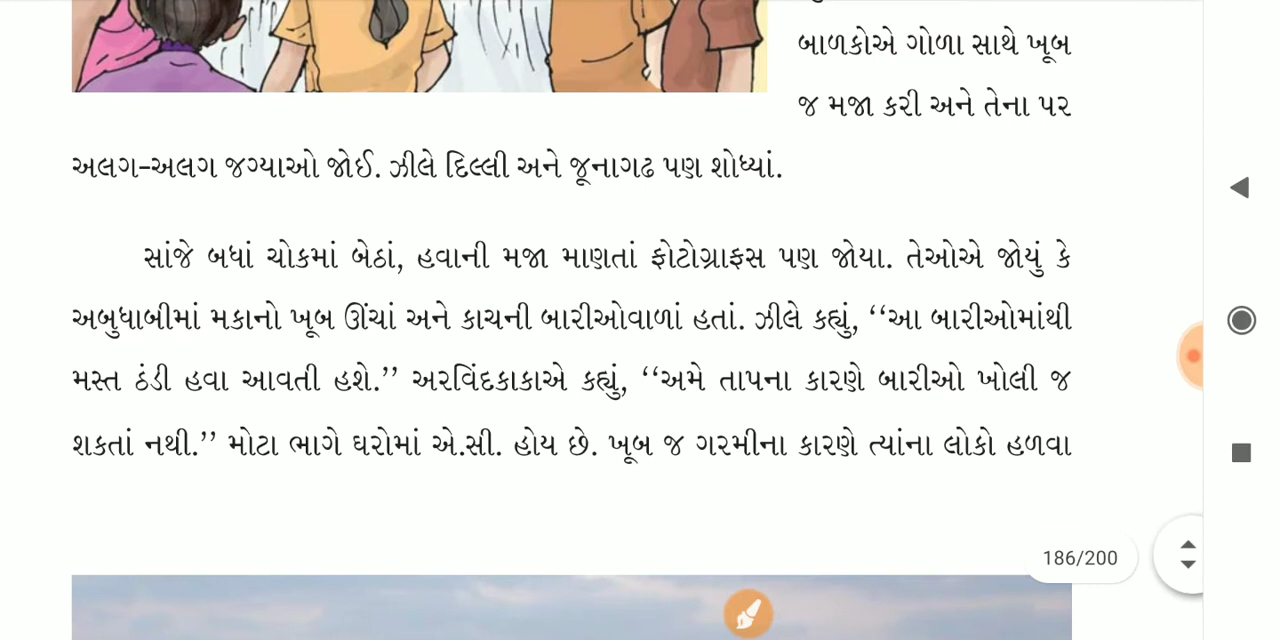 બાળકોએ ગોળા સાથે ખૂબ
જ મજા કરી અને તેના પર
અલગ-અલગ જગ્યાઓ જોઈ. ઝીલે દિલ્લી અને જૂનાગઢ પણ શોધ્યાં.
સાંજે બધાં ચોકમાં બેઠાં, હવાની મજા માણતાં ફોટોગ્રાફસ પણ જોયા. તેઓએ જોયું કે
અબુધાબીમાં મકાનો ખૂબ ઊંચાં અને કાચની બારીઓવાળાં હતાં. ઝીલે કહ્યું, ‘‘આ બારીઓમાંથી
મસ્ત ઠંડી હવા આવતી હશે.’’ અરવિંદકાકાએ કહ્યું, ‘‘અમે તાપના કારણે બારીઓ ખોલી જ
શકતાં નથી.’’ મોટા ભાગે ઘરોમાં એ.સી. હોય છે. ખૂબ જ ગરમીના કારણે ત્યાંના લોકો હળવા
186/200